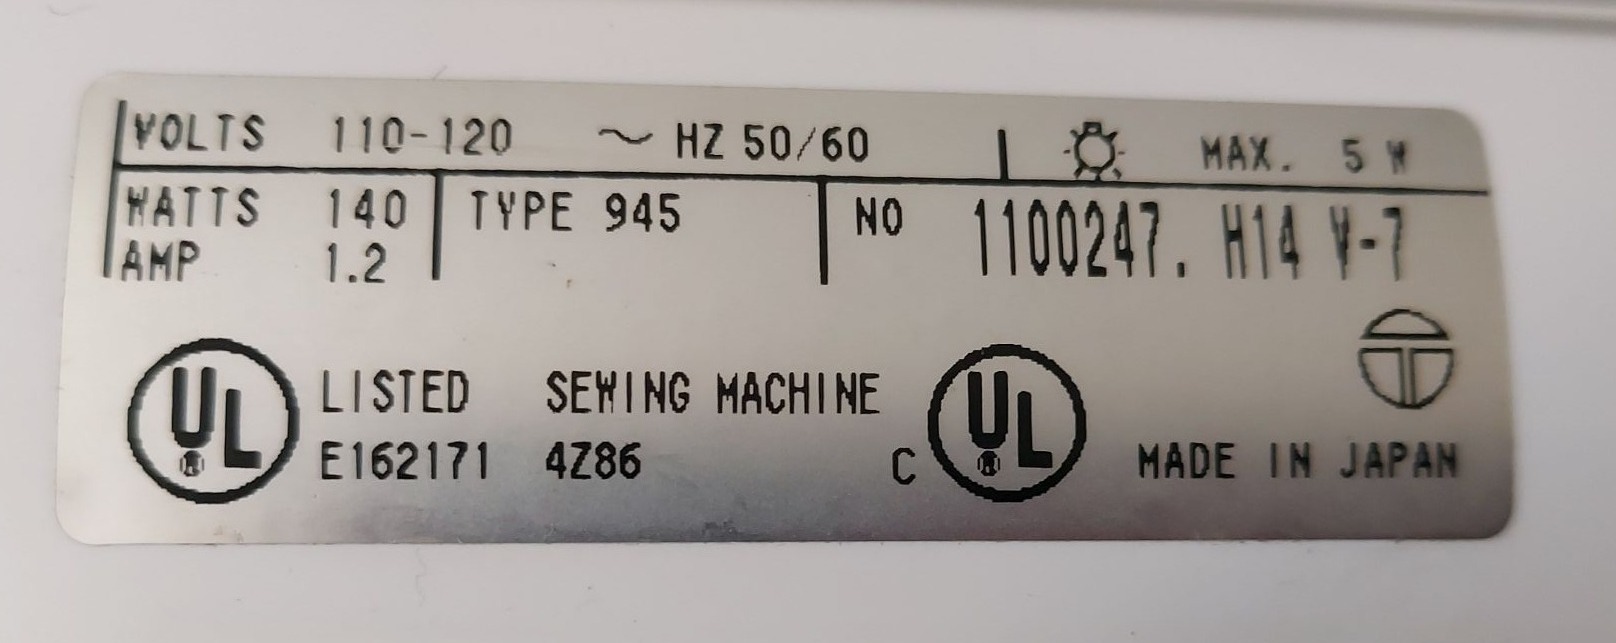 VOLTS 110-120 ~ HZ 50/60 MAX. 5 W
WATTS 140 TYPE 945 NO 1100247. H14 V-7
AMP 1.2
UL LISTED SEWING MACHINE UL
E162171 4Z86 C MADE IN JAPAN